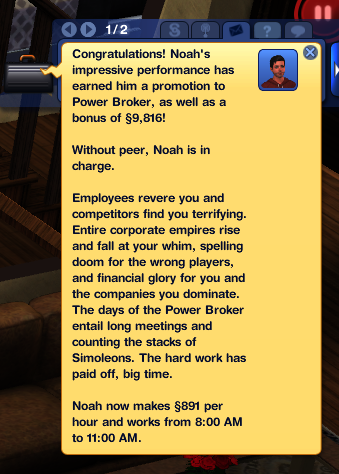 1/2
Congratulations! Noah's
impressive performance has
earned him a promotion to
Power Broker, as well as a
bonus of §9,816!
Without peer, Noah is in
charge.
Employees revere you and
competitors find you terrifying.
Entire corporate empires rise
and fall at your whim, spelling
doom for the wrong players,
and financial glory for you and
the companies you dominate.
The days of the Power Broker
entail long meetings and
counting the stacks of
Simoleons. The hard work has
paid off, big time.
Noah now makes §891 per
hour and works from 8:00 AM
to 11:00 AM.